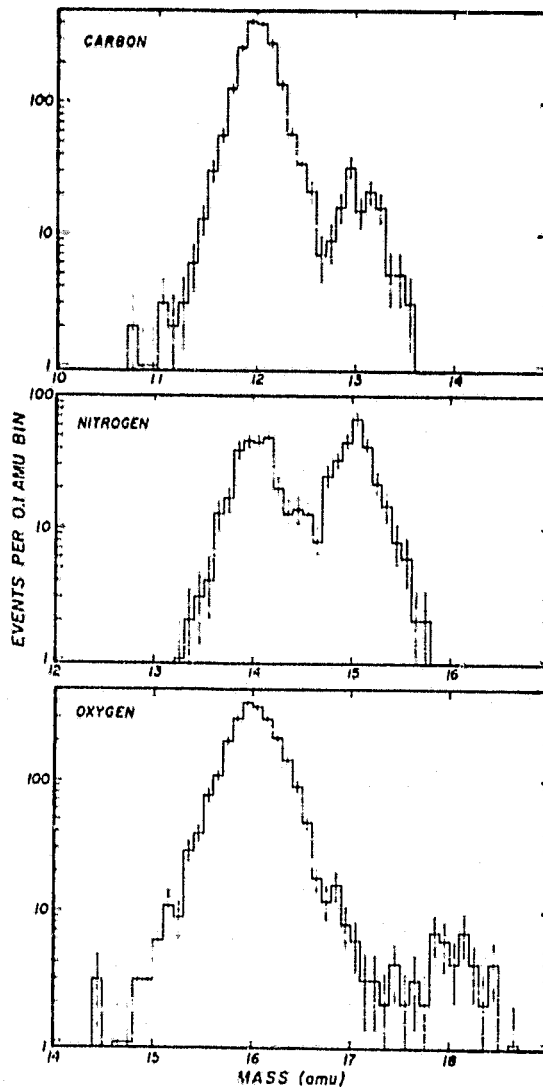 CARBON
100
10
1
10 11 12 13 14
100
NITROGEN
10
1
12 13 14 15 16
OXYGEN
100
10
1
14 15 16 17 18
EVENTS PER 0.1 AMU BIN
MASS (amu)